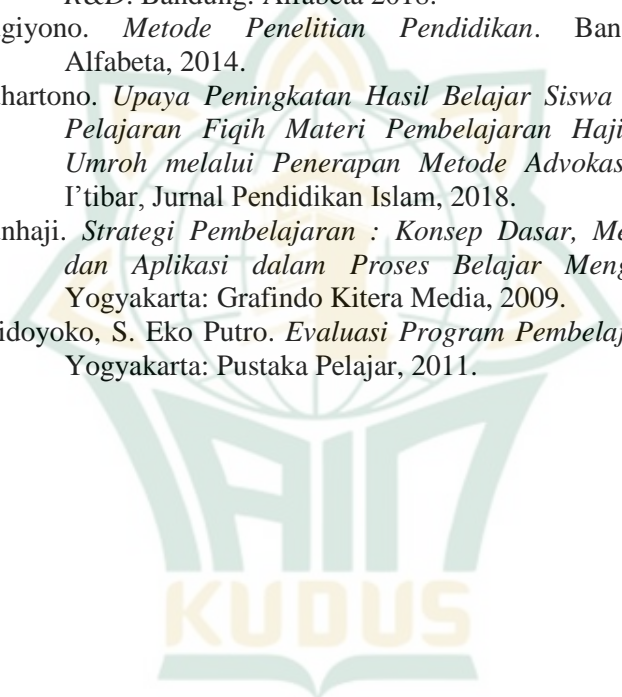 R&D. Bandung: Alfabeta 2018.
giyono. Metode Penelitian Pendidikan. Ban
Alfabeta, 2014.
hartono. Upaya Peningkatan Hasil Belajar Siswa
Pelajaran Fiqih Materi Pembelajaran Haji
Umroh melalui Penerapan Metode Advokas
I’tibar, Jurnal Pendidikan Islam, 2018.
nhaji. Strategi Pembelajaran : Konsep Dasar, Me
dan Aplikasi dalam Proses Belajar Meng
Yogyakarta: Grafindo Kitera Media, 2009.
idoyoko, S. Eko Putro. Evaluasi Program Pembelaj
Yogyakarta: Pustaka Pelajar, 2011.
IAIN
KUDUS